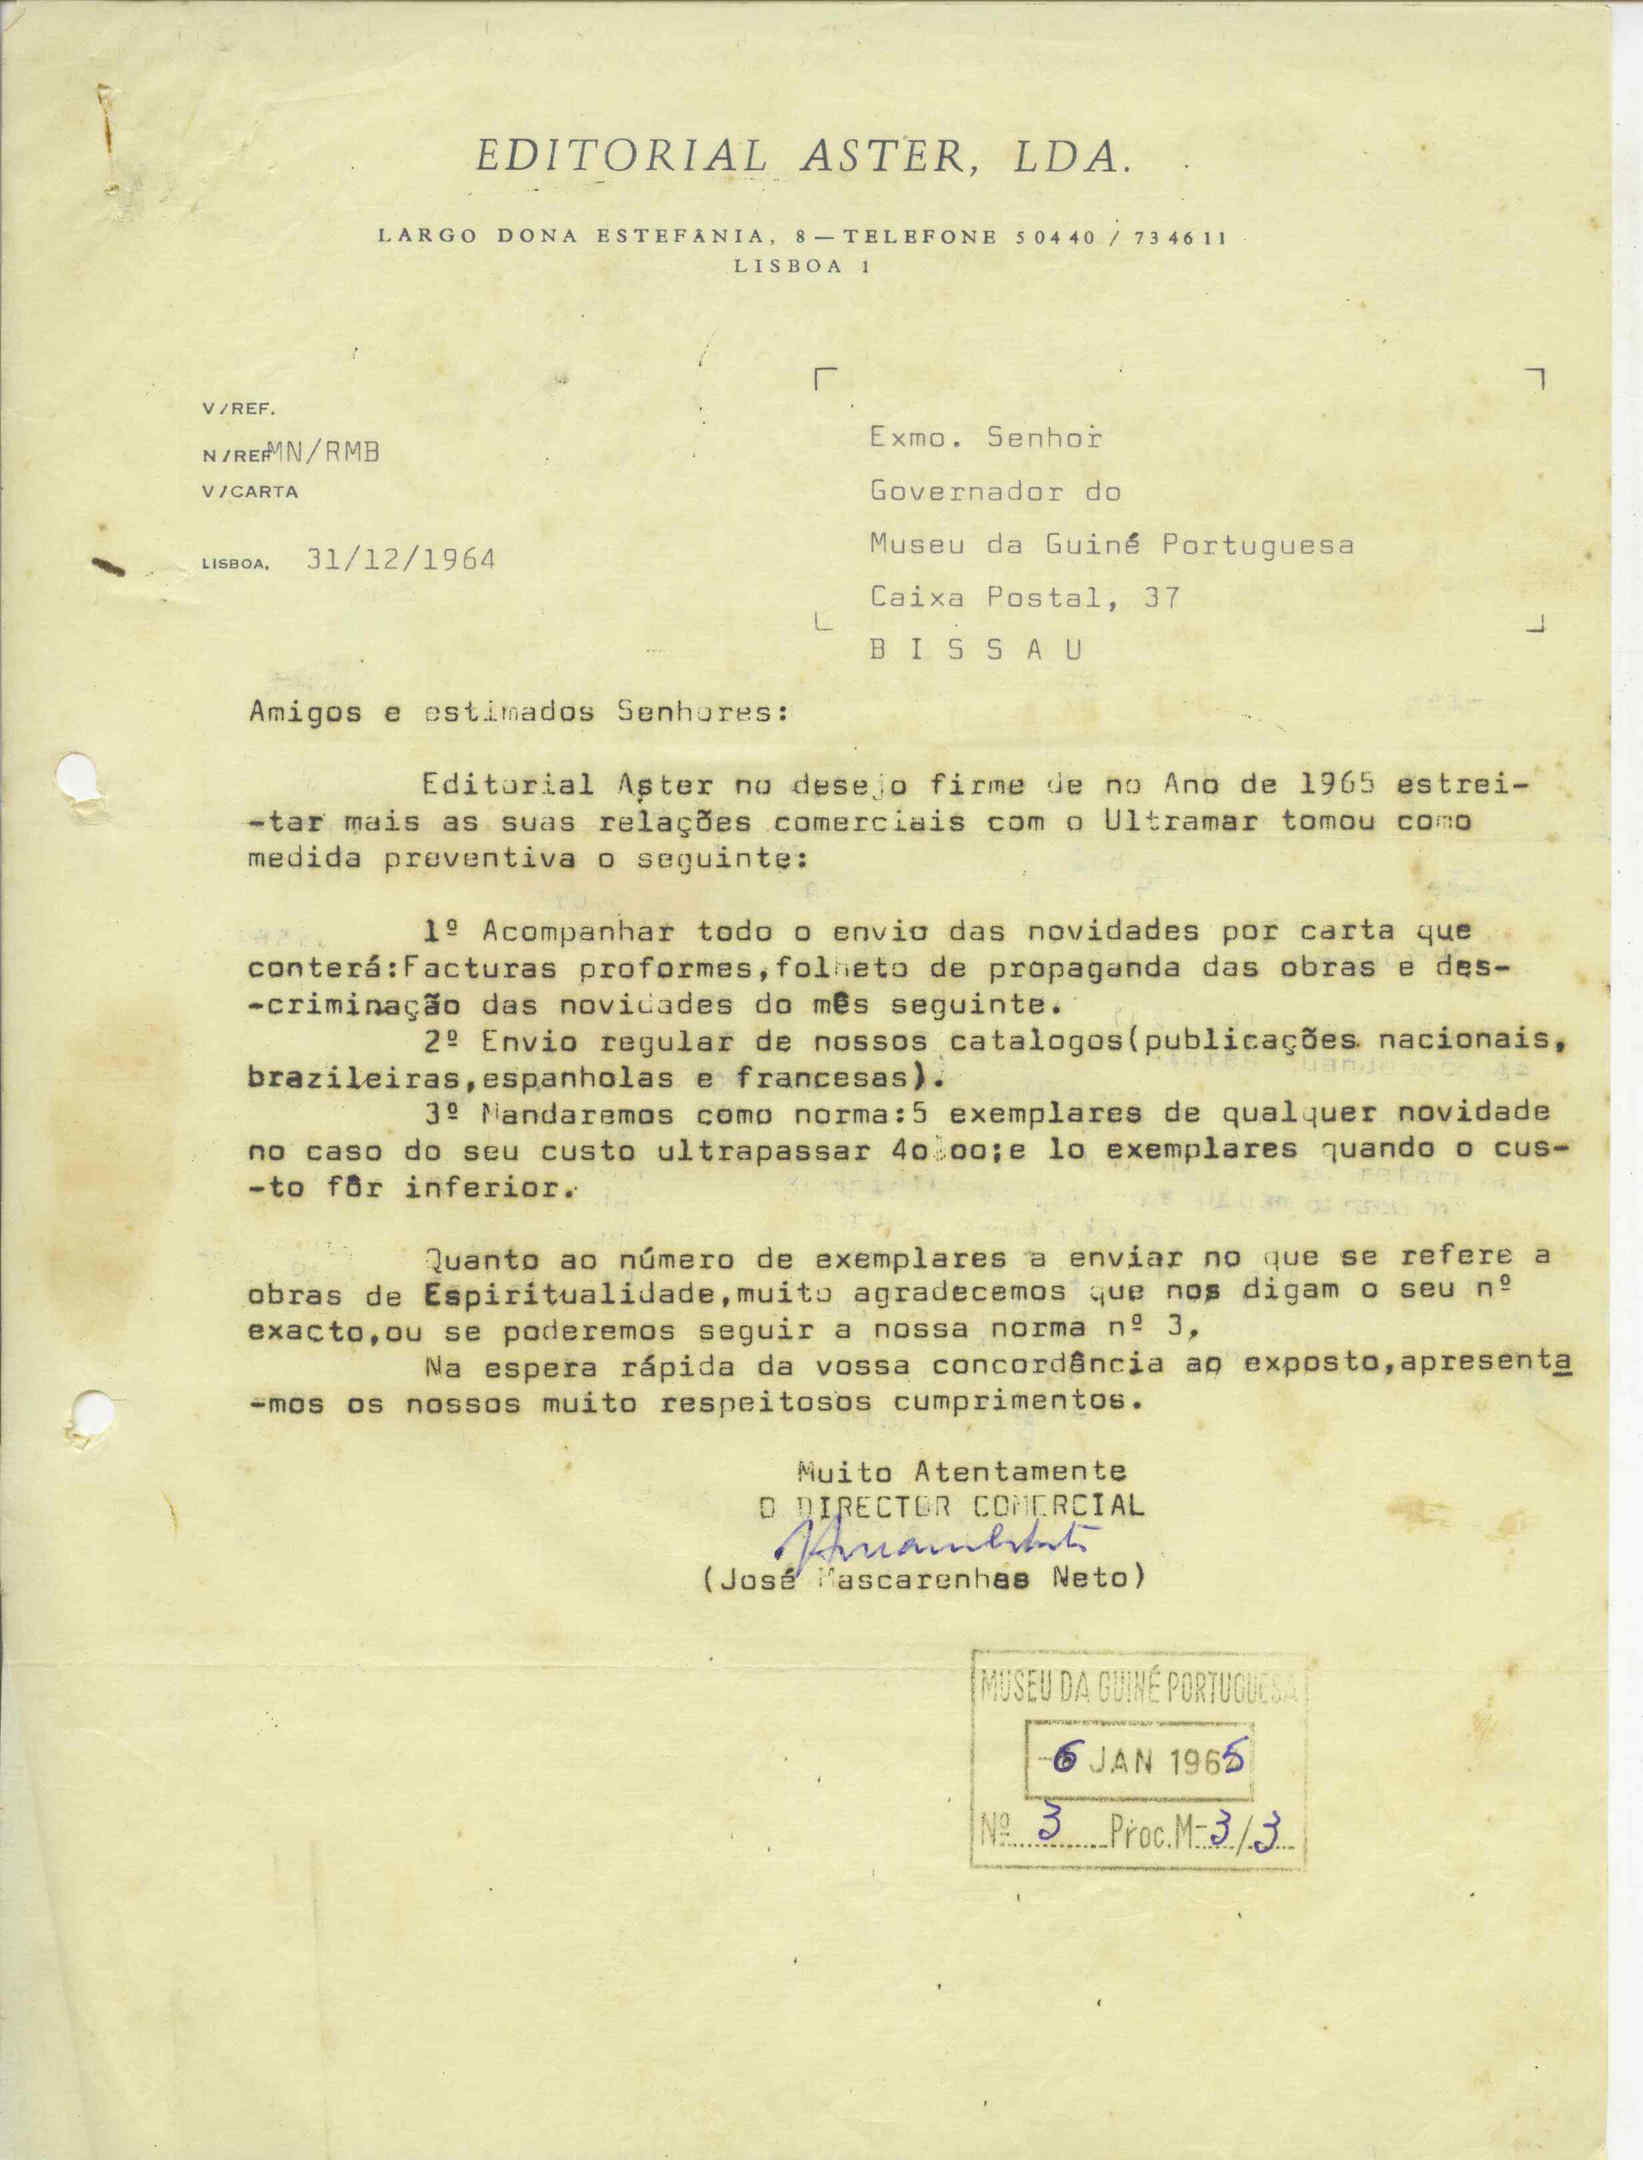 EDITORIAL ASTER, LDA.
LARGO DONA ESTEFÂNIA, 8 — TELEFONE 5 04 40 / 73 46 11
LISBOA 1
V/REF.
N/REF MN/RMB
V/CARTA
LISBOA, 31/12/1964
Exmo. Senhor
Governador do
Museu da Guiné Portuguesa
Caixa Postal, 37
B I S S A U
Amigos e estimados Senhores:
Editorial Aster no desejo firme de no Ano de 1965 estrei-
-tar mais as suas relações comerciais com o Ultramar tomou como
medida preventiva o seguinte:
1º Acompanhar todo o envio das novidades por carta que
conterá:Facturas proformes,folheto de propaganda das obras e des-
-criminação das novidades do mês seguinte.
2º Envio regular de nossos catalogos(publicações nacionais,
brazileiras,espanholas e francesas).
3º Mandaremos como norma:5 exemplares de qualquer novidade
no caso do seu custo ultrapassar 4o$oo;e lo exemplares quando o cus-
-to fôr inferior.
Quanto ao número de exemplares a enviar no que se refere a
obras de Espiritualidade,muito agradecemos que nos digam o seu nº
exacto,ou se poderemos seguir a nossa norma nº 3,
Na espera rápida da vossa concordância ao exposto,apresenta
-mos os nossos muito respeitosos cumprimentos.
Muito Atentamente
O DIRECTOR COMERCIAL
(José Mascarenhas Neto)
MUSEU DA GUINÉ PORTUGUESA
-6 JAN 1965
Nº 3 Proc.M-3/3